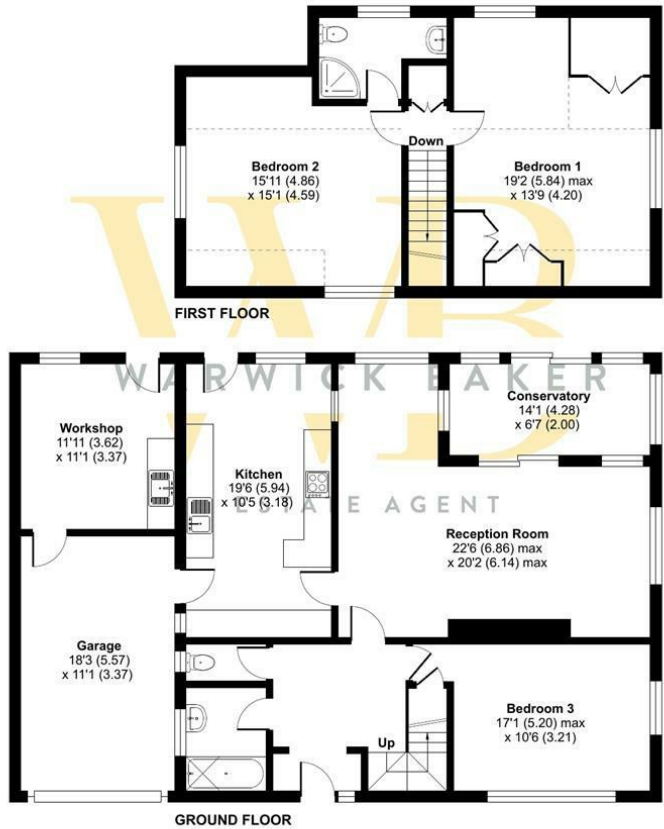 Bedroom 2
15'11 (4.86)
x 15'1 (4.59)
Down
Bedroom 1
19'2 (5.84) max
x 13'9 (4.20)
WB
FIRST FLOOR
WARWICK BAKER
ESTATE AGENT
Workshop
11'11 (3.62)
x 11'1 (3.37)
Kitchen
19'6 (5.94)
x 10'5 (3.18)
Conservatory
14'1 (4.28)
x 6'7 (2.00)
Reception Room
22'6 (6.86) max
x 20'2 (6.14) max
Garage
18'3 (5.57)
x 11'1 (3.37)
Up
Bedroom 3
17'1 (5.20) max
x 10'6 (3.21)
GROUND FLOOR